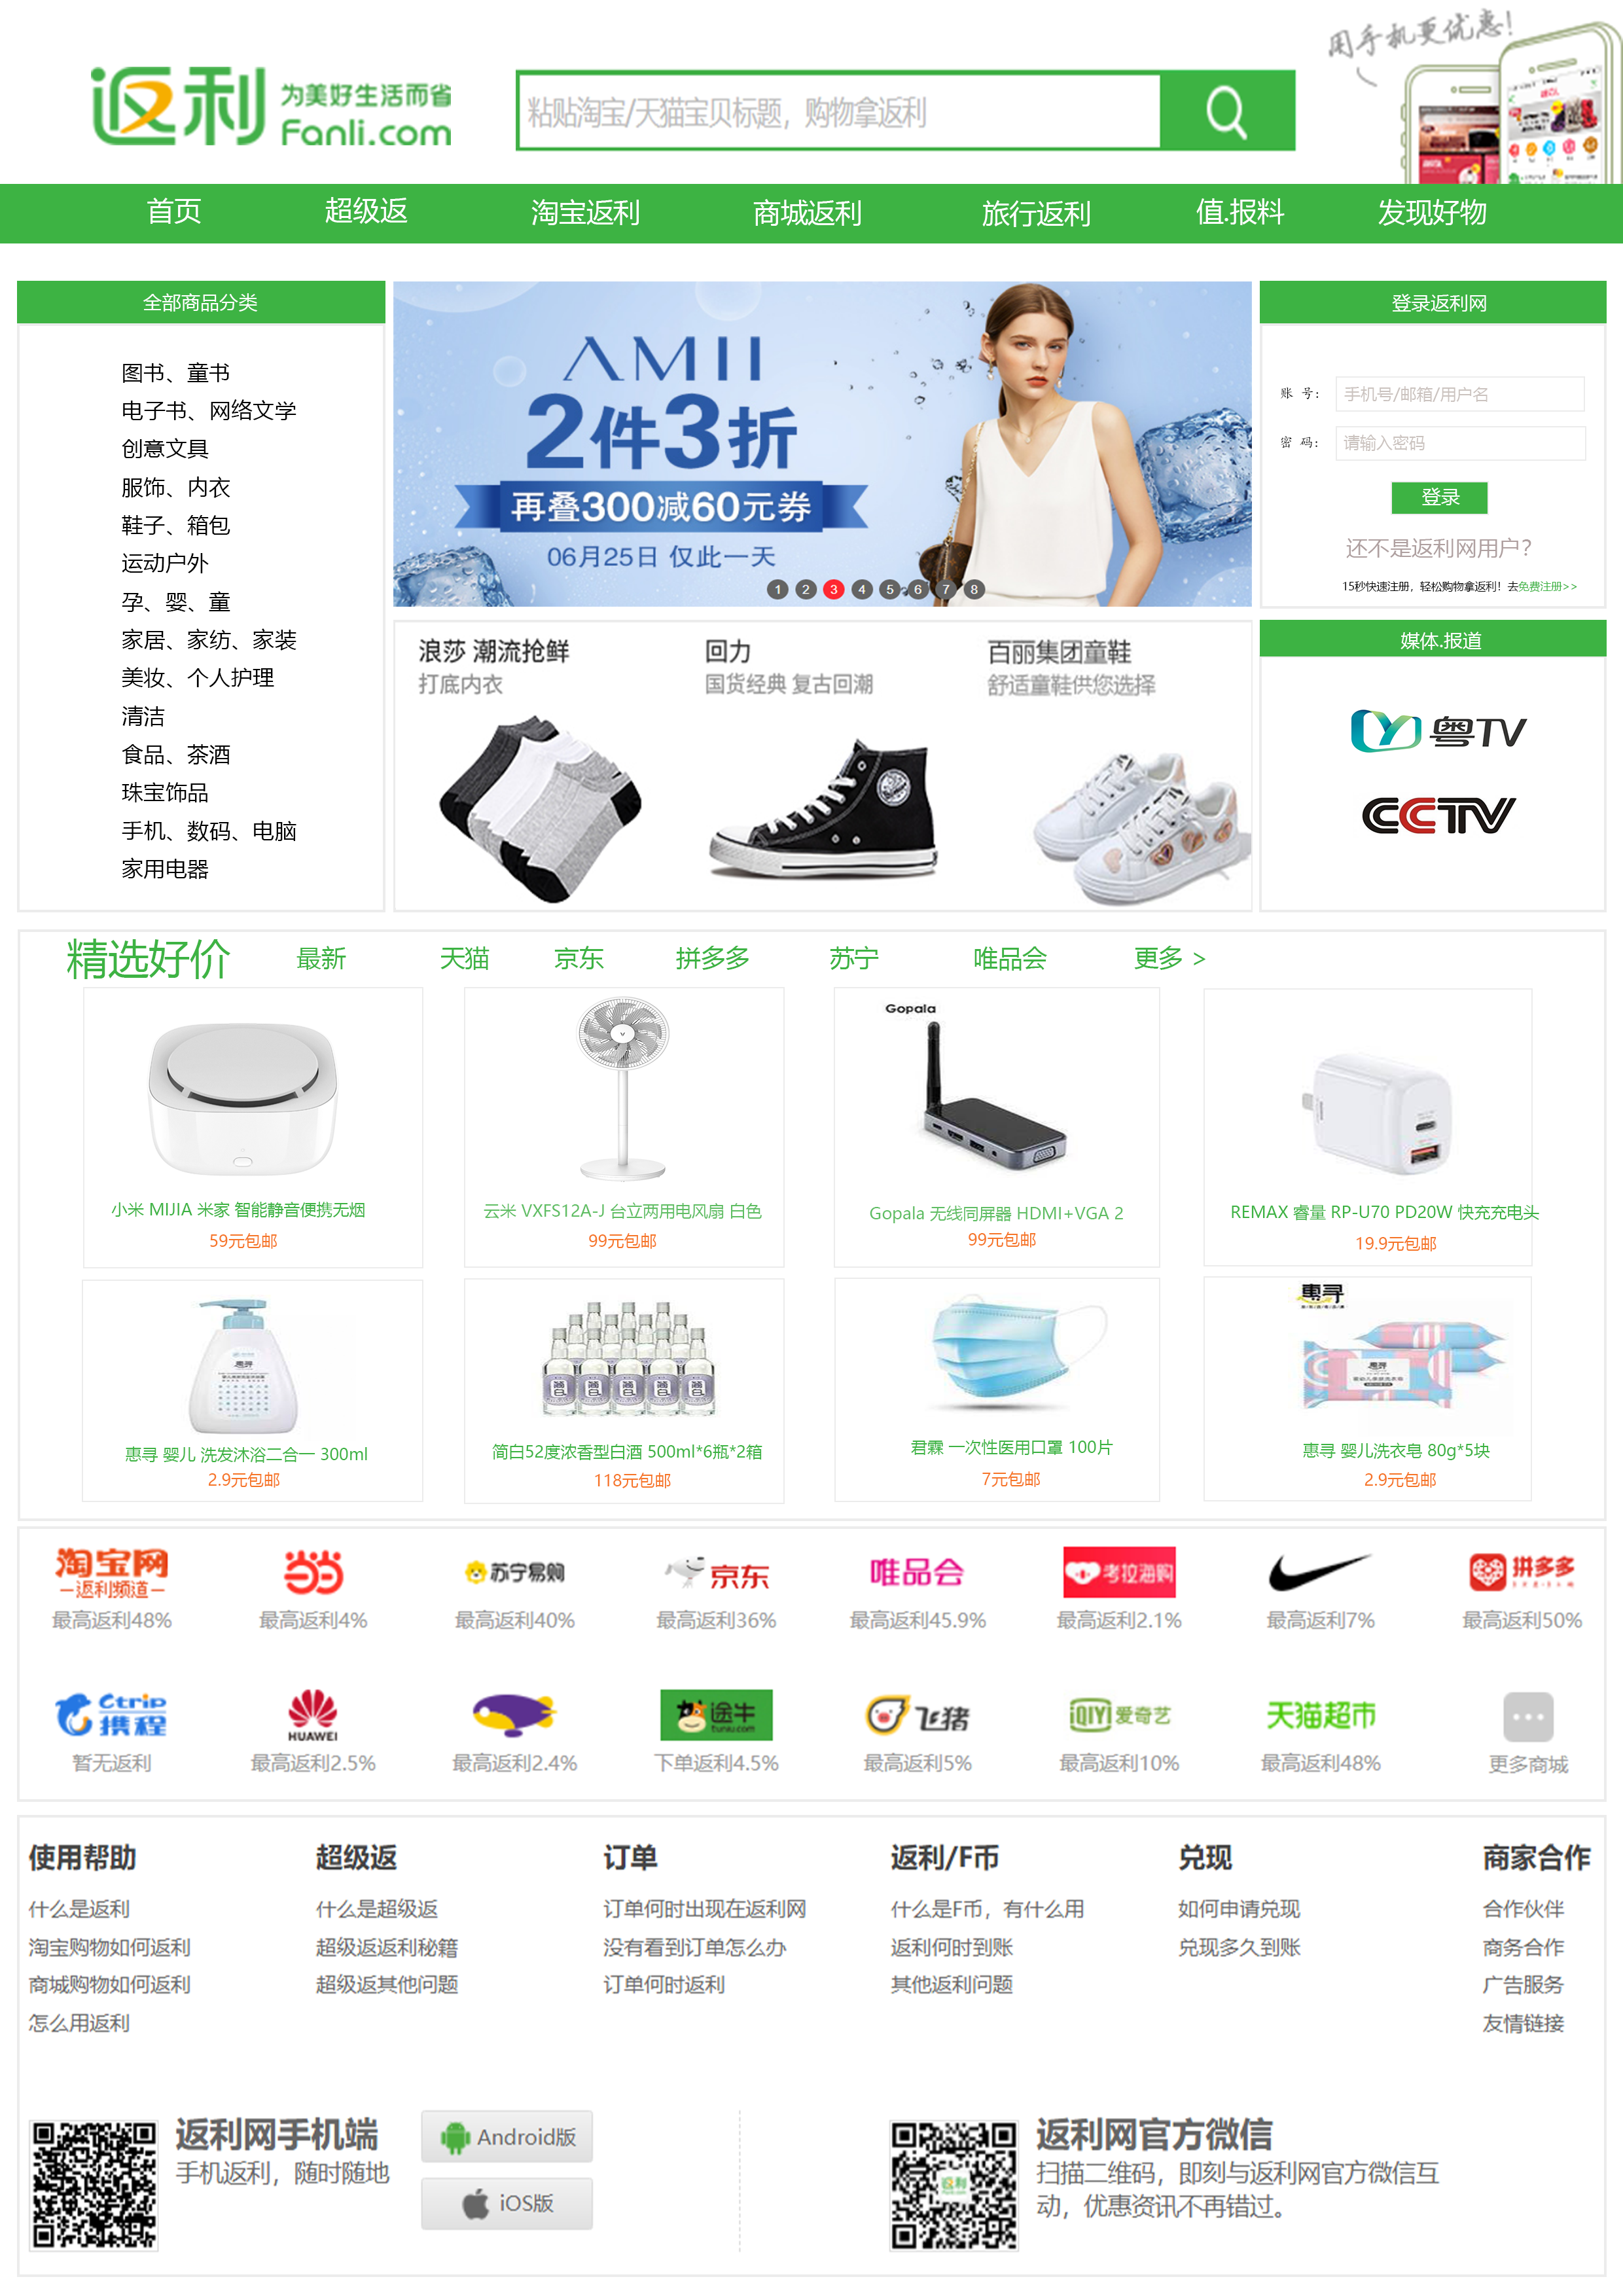 用手机更优惠!
返利 为美好生活而省
Fanli.com
粘贴淘宝/天猫宝贝标题，购物拿返利
首页 超级返 淘宝返利 商城返利 旅行返利 值.报料 发现好物
全部商品分类
图书、童书
电子书、网络文学
创意文具
服饰、内衣
鞋子、箱包
运动户外
孕、婴、童
家居、家纺、家装
美妆、个人护理
清洁
食品、茶酒
珠宝饰品
手机、数码、电脑
家用电器
AMII
2件3折
再叠300减60元券
06月25日 仅此一天
1 2 3 4 5 6 7 8
登录返利网
账 号: 手机号/邮箱/用户名
密 码: 请输入密码
登录
还不是返利网用户?
15秒快速注册，轻松购物拿返利！去免费注册>>
浪莎 潮流抢鲜
打底内衣
回力
国货经典 复古回潮
百丽集团童鞋
舒适童鞋供您选择
媒体.报道
粤TV
CCTV
精选好价 最新 天猫 京东 拼多多 苏宁 唯品会 更多 >
小米 MIJIA 米家 智能静音便携无烟
59元包邮
云米 VXFS12A-J 台立两用电风扇 白色
99元包邮
Gopala
Gopala 无线同屏器 HDMI+VGA 2
99元包邮
REMAX 睿量 RP-U70 PD20W 快充充电头
19.9元包邮
惠寻
惠寻 婴儿 洗发沐浴二合一 300ml
2.9元包邮
简白52度浓香型白酒 500ml*6瓶*2箱
118元包邮
君霖 一次性医用口罩 100片
7元包邮
惠寻
惠寻
惠寻 婴儿洗衣皂 80g*5块
2.9元包邮
淘宝网
返利频道
最高返利48%
当当
最高返利4%
苏宁易购
最高返利40%
京东
最高返利36%
唯品会
最高返利45.9%
考拉海购
最高返利2.1%
最高返利7%
拼多多
最高返利50%
Ctrip
携程
暂无返利
HUAWEI
最高返利2.5%
最高返利2.4%
途牛
tuniu.com
下单返利4.5%
飞猪
最高返利5%
iQIYI 爱奇艺
最高返利10%
天猫超市
最高返利48%
更多商城
使用帮助
什么是返利
淘宝购物如何返利
商城购物如何返利
怎么用返利
超级返
什么是超级返
超级返返利秘籍
超级返其他问题
订单
订单何时出现在返利网
没有看到订单怎么办
订单何时返利
返利/F币
什么是F币，有什么用
返利何时到账
其他返利问题
兑现
如何申请兑现
兑现多久到账
商家合作
合作伙伴
商务合作
广告服务
友情链接
返利网手机端
手机返利，随时随地
Android版
iOS版
返利网官方微信
扫描二维码，即刻与返利网官方微信互
动，优惠资讯不再错过。